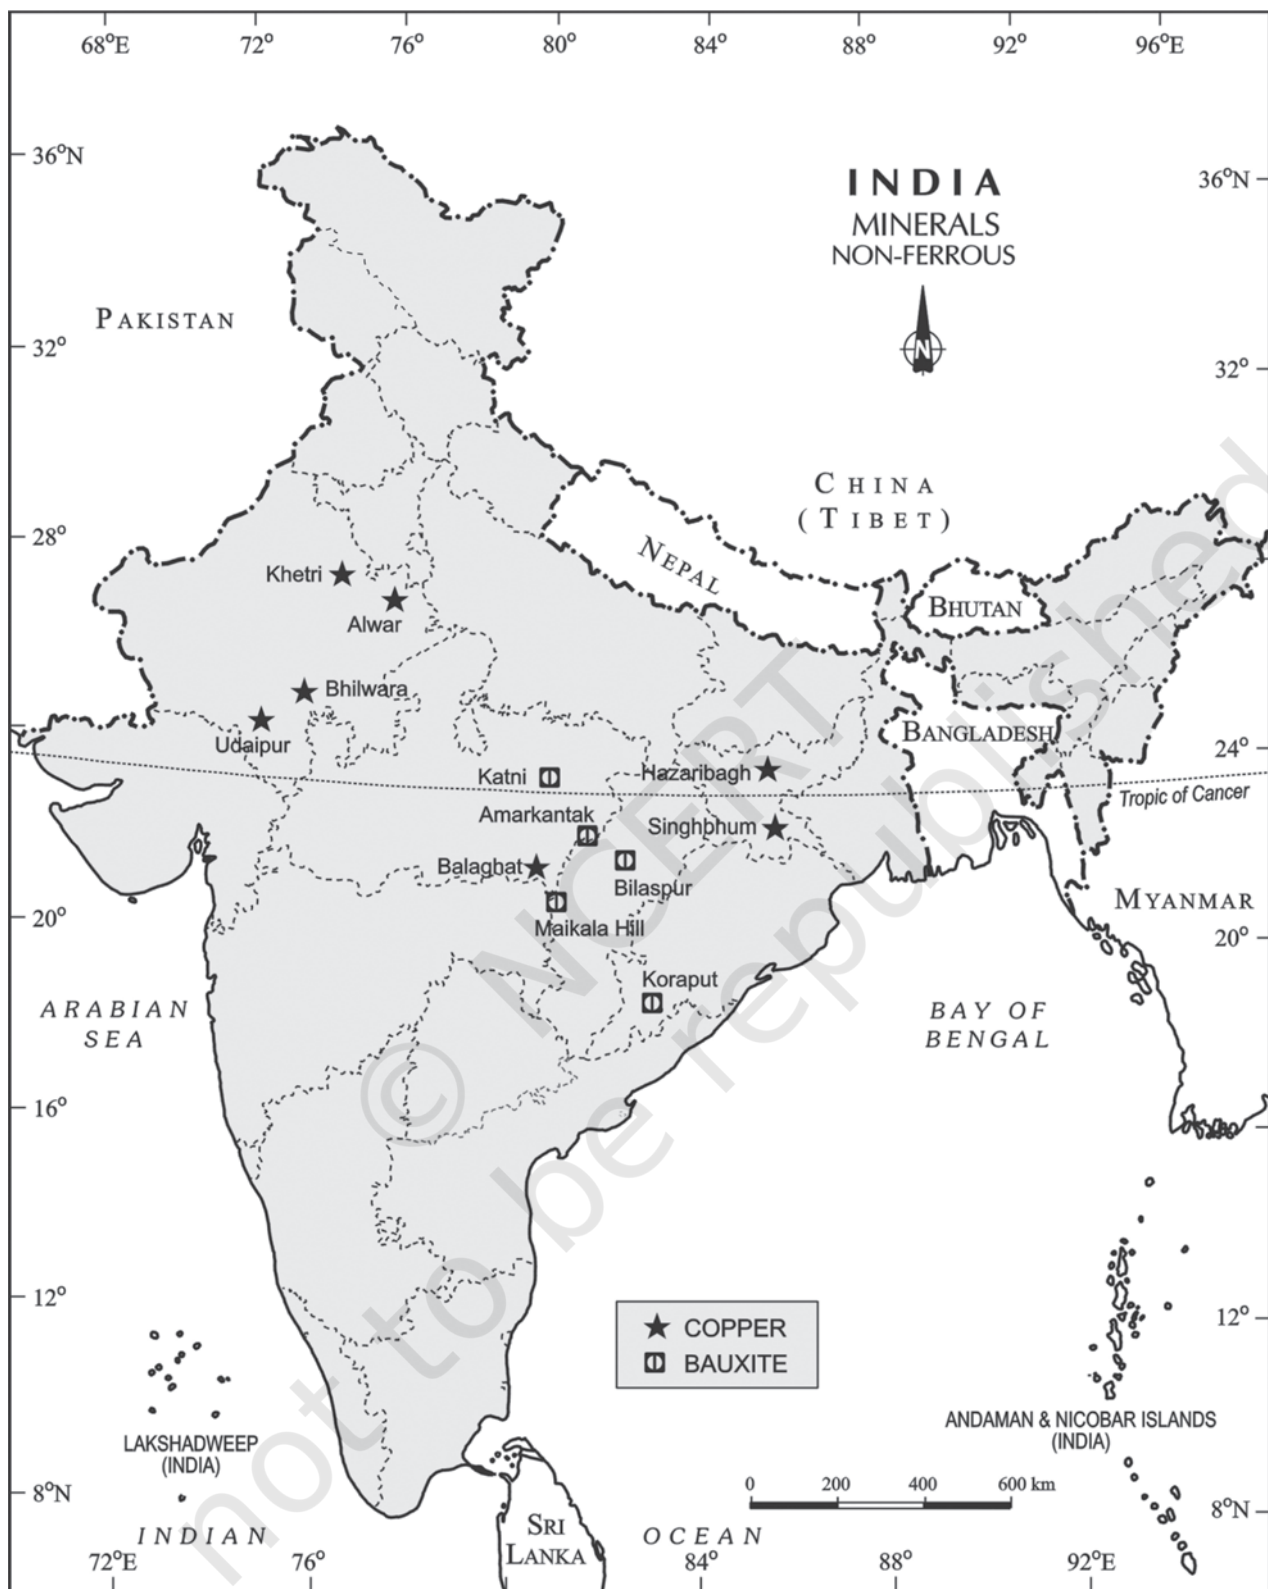 68°E 72° 76° 80° 84° 88° 92° 96°E
36°N
INDIA
MINERALS
NON-FERROUS
36°N
N
PAKISTAN
32°
32°
CHINA
(TIBET)
28°
NEPAL
Khetri
BHUTAN
Alwar
Bhilwara
Udaipur
BANGLADESH
24°
Katni
Hazaribagh
Tropic of Cancer
Amarkantak
Singhbhum
Balaghat
Bilaspur
MYANMAR
20°
Maikala Hill
20°
Koraput
ARABIAN
SEA
BAY OF
BENGAL
16°
12°
12°
COPPER
BAUXITE
LAKSHADWEEP
(INDIA)
ANDAMAN & NICOBAR ISLANDS
(INDIA)
0 200 400 600 km
8°N
8°N
SRI
LANKA
INDIAN OCEAN
72°E 76° 84° 88° 92°E
© NCERT
not to be republished